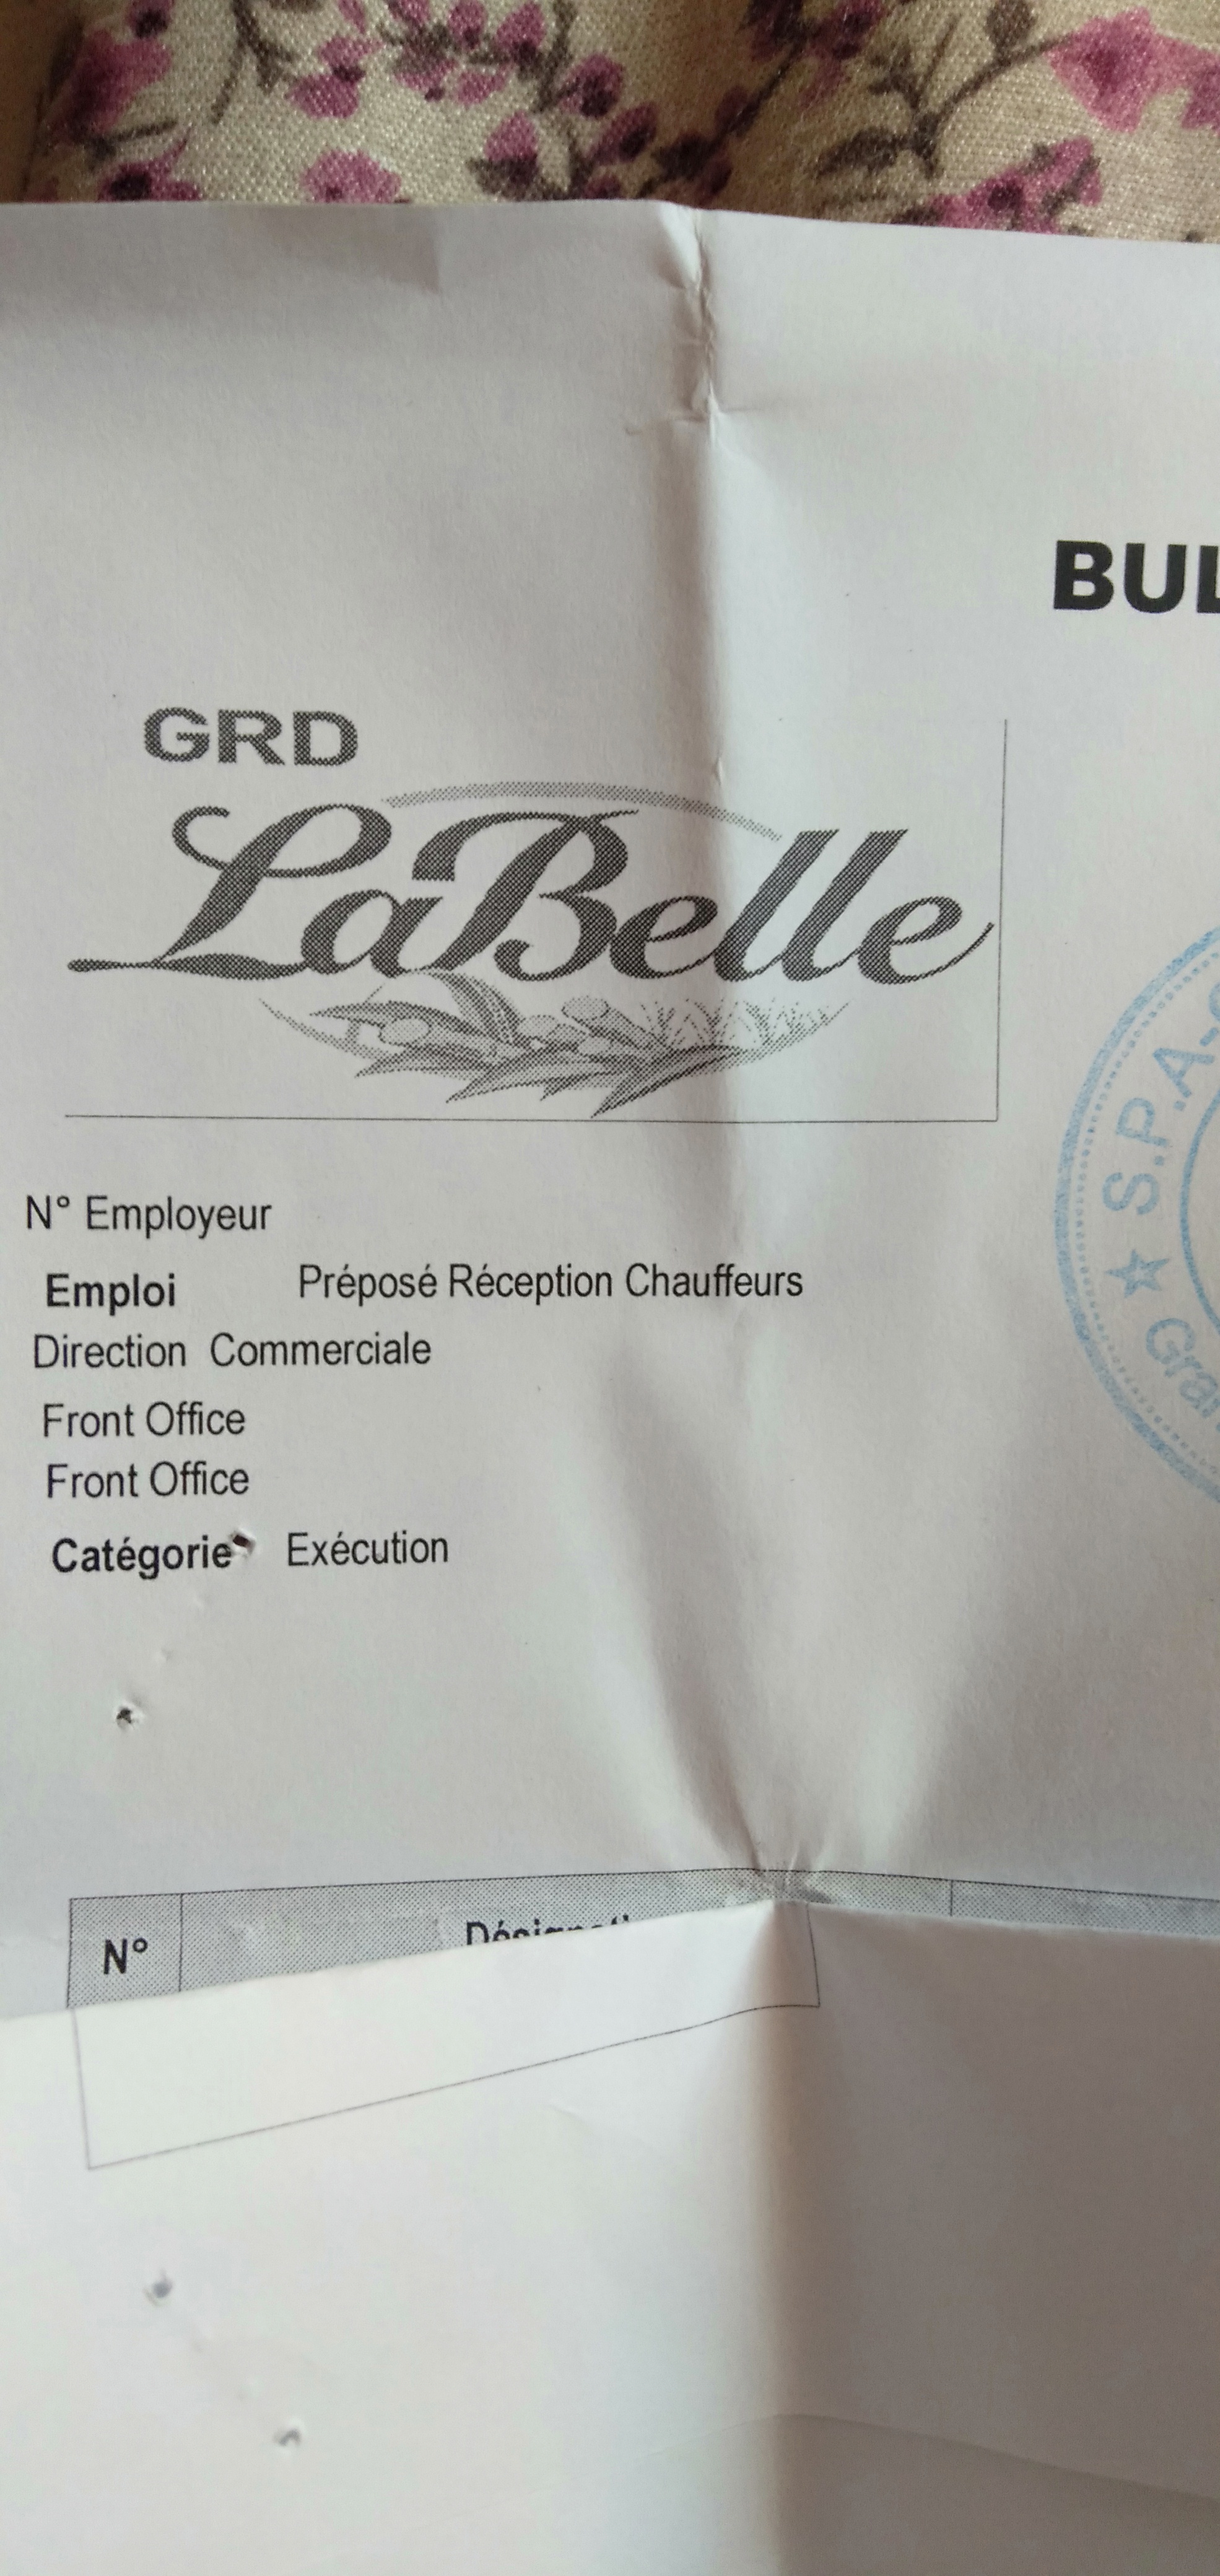 BUL
GRD
LaBelle
S.P.A
N° Employeur
Emploi Préposé Réception Chauffeurs
Direction Commerciale
Front Office
Front Office
Catégorie Exécution
N°